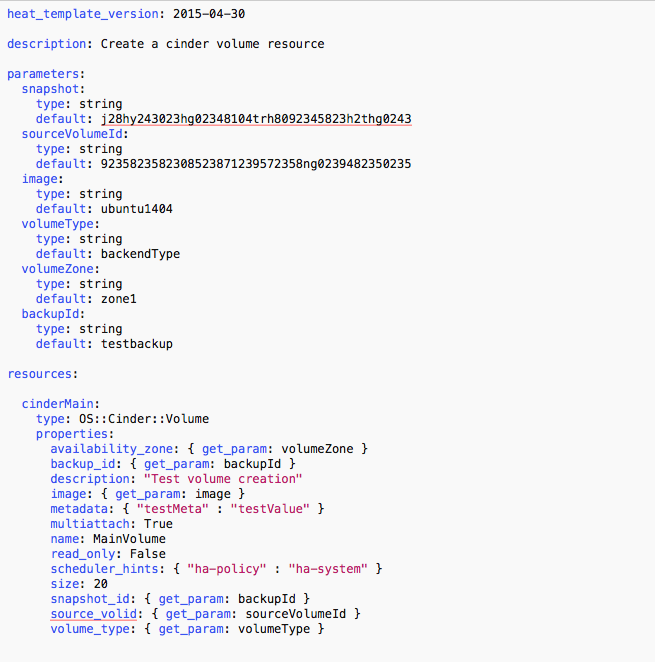 heat_template_version: 2015-04-30
description: Create a cinder volume resource
parameters:
snapshot:
type: string
default: j28hy243023hg02348104trh8092345823h2thg0243
sourceVolumeId:
type: string
default: 92358235823085238712395​72358ng0239482350235
image:
type: string
default: ubuntu1404
volumeType:
type: string
default: backendType
volumeZone:
type: string
default: zone1
backupId:
type: string
default: testbackup
resources:
cinderMain:
type: OS::Cinder::Volume
properties:
availability_zone: { get_param: volumeZone }
backup_id: { get_param: backupId }
description: "Test volume creation"
image: { get_param: image }
metadata: { "testMeta" : "testValue" }
multiattach: True
name: MainVolume
read_only: False
scheduler_hints: { "ha-policy" : "ha-system" }
size: 20
snapshot_id: { get_param: backupId }
source_volid: { get_param: sourceVolumeId }
volume_type: { get_param: volumeType }